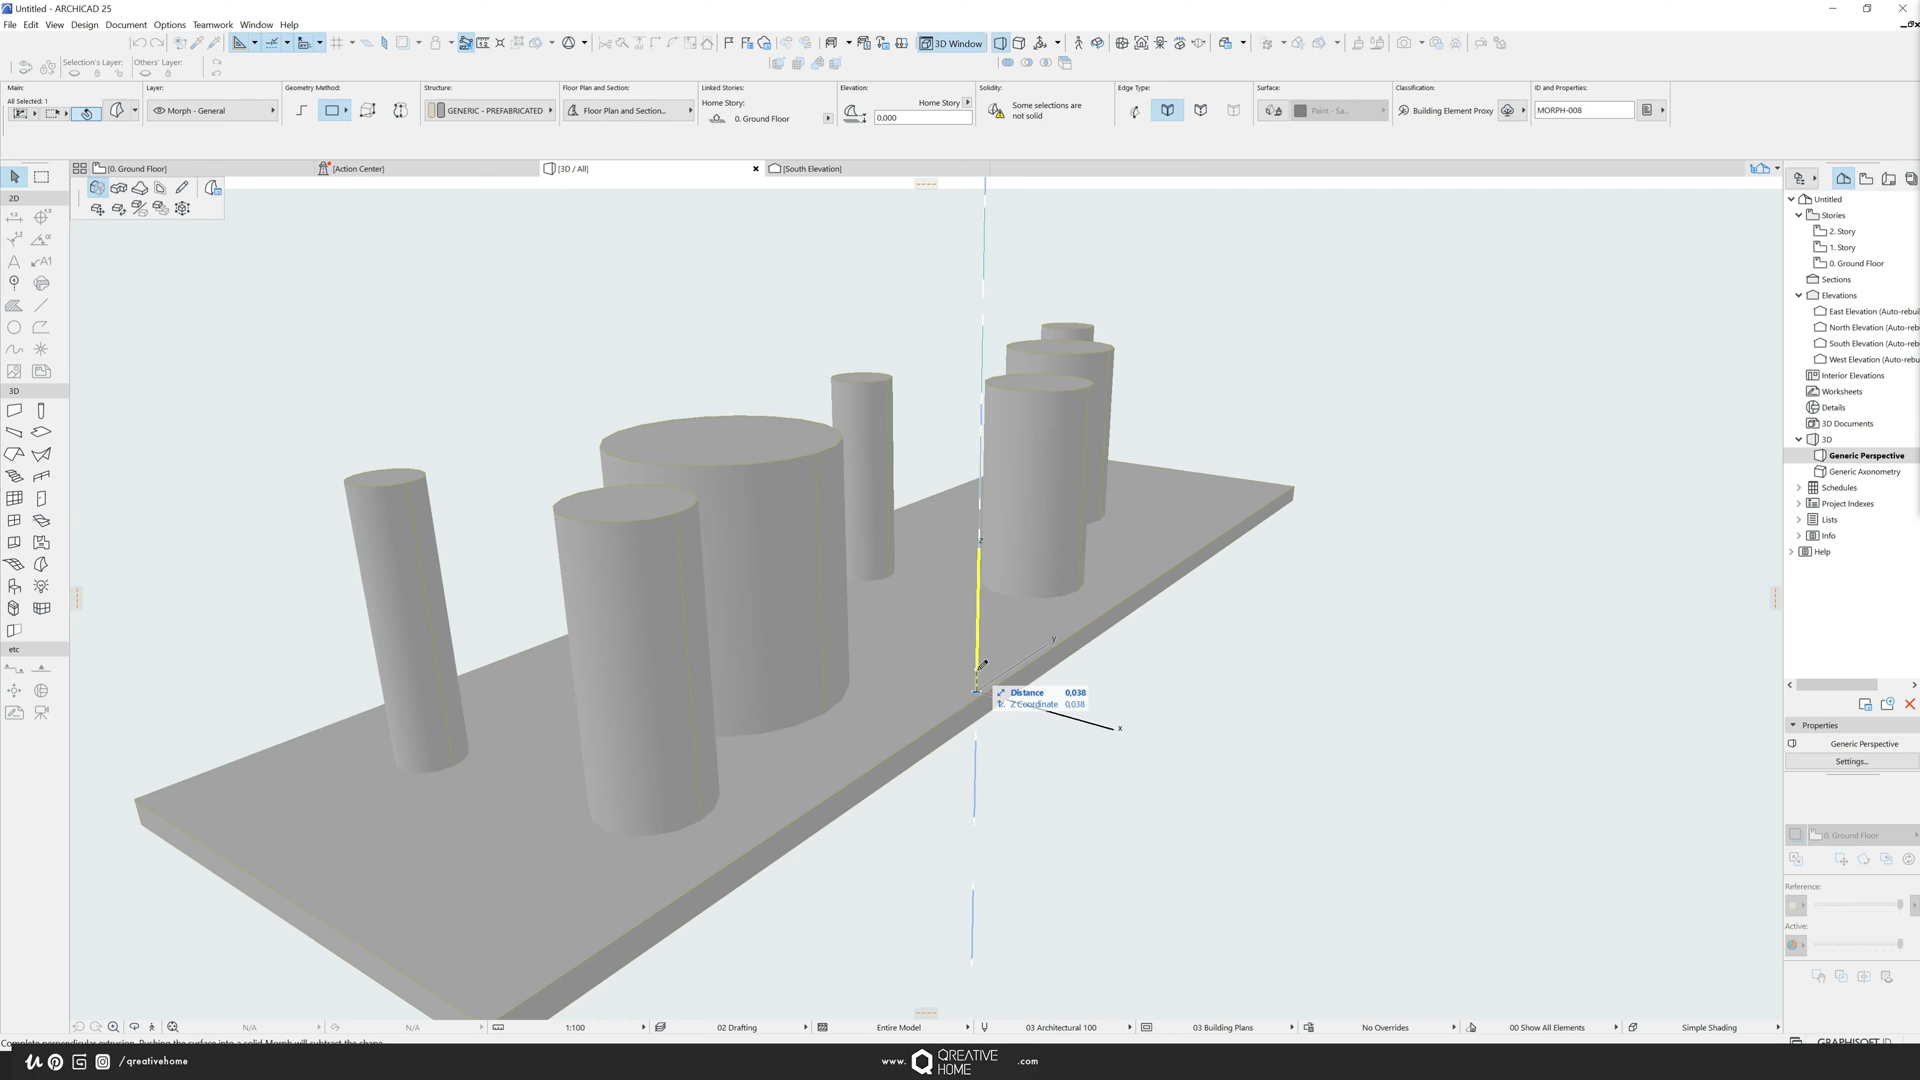 Untitled - ARCHICAD 25
File Edit View Design Document Options Teamwork Window Help
3D Window
Selection's Layer:
Others' Layer:
Main:
All Selected: 1
Layer:
Morph - General
Geometry Method:
Structure:
GENERIC - PREFABRICATED
Floor Plan and Section:
Floor Plan and Section...
Linked Stories:
Home Story:
0. Ground Floor
Elevation:
Home Story
0,000
Solidity:
Some selections are
not solid
Edge Type:
Surface:
Paint - Sa...
Classification:
Building Element Proxy
ID and Properties:
MORPH-008
[0. Ground Floor]
[Action Center]
[3D / All]
[South Elevation]
2D
A
A1
3D
etc
z
y
x
Distance 0,038
Z Coordinate 0,038
Untitled
Stories
2. Story
1. Story
0. Ground Floor
Sections
Elevations
East Elevation (Auto-rebui
North Elevation (Auto-rebu
South Elevation (Auto-rebu
West Elevation (Auto-rebu
Interior Elevations
Worksheets
Details
3D Documents
3D
Generic Perspective
Generic Axonometry
Schedules
Project Indexes
Lists
Info
Help
Properties
Generic Perspective
Settings...
0. Ground Floor
Reference:
Active:
N/A
N/A
1:100
02 Drafting
Entire Model
03 Architectural 100
03 Building Plans
No Overrides
00 Show All Elements
Simple Shading
Complete perpendicular extrusion. Pushing the surface into a solid Morph will subtract the shape.
GRAPHISOFT ID
/qreativehome
www. QREATIVE HOME .com